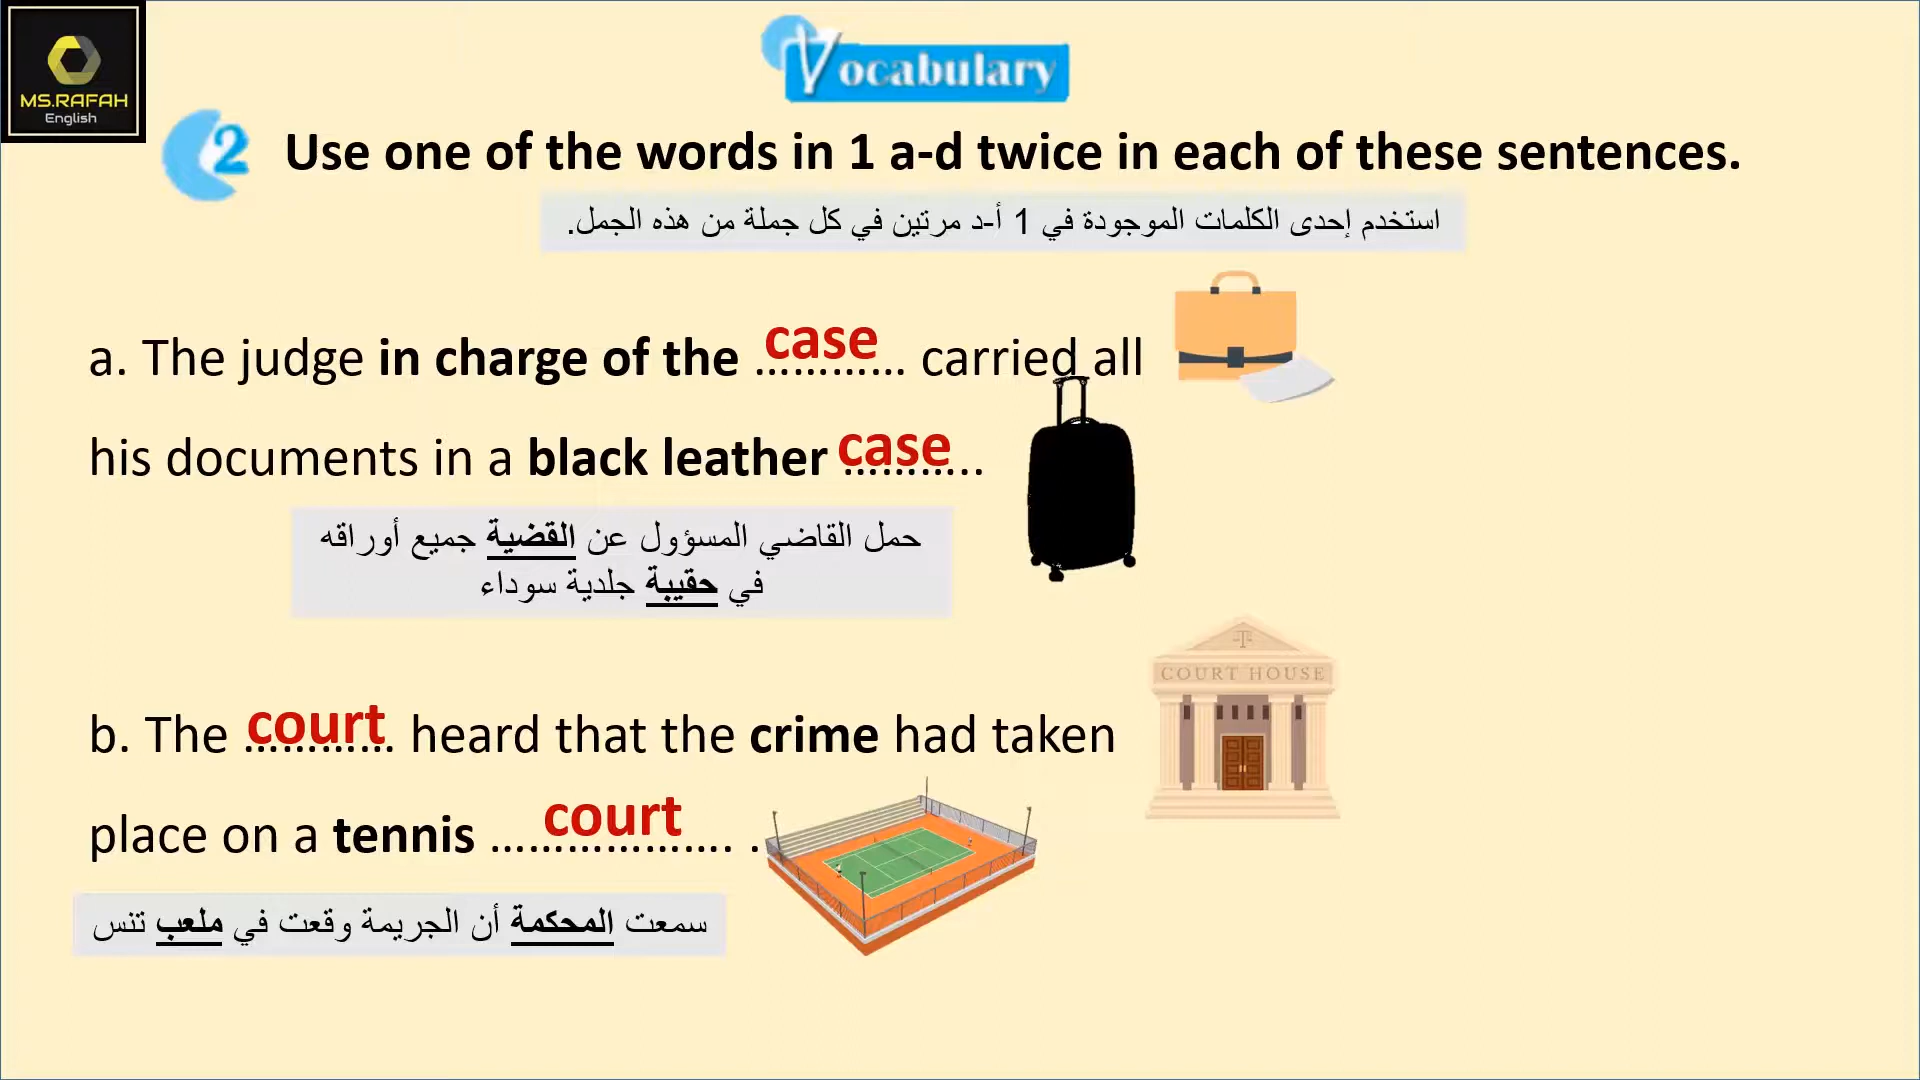 MS.RAFAH
English
Vocabulary
2 Use one of the words in 1 a-d twice in each of these sentences.
استخدم إحدى الكلمات الموجودة في 1 أ-د مرتين في كل جملة من هذه الجمل.
a. The judge in charge of the ............ case carried all
his documents in a black leather case ...........
حمل القاضي المسؤول عن القضية جميع أوراقه
في حقيبة جلدية سوداء
COURT HOUSE
b. The court ............ heard that the crime had taken
place on a tennis court ................... .
سمعت المحكمة أن الجريمة وقعت في ملعب تنس